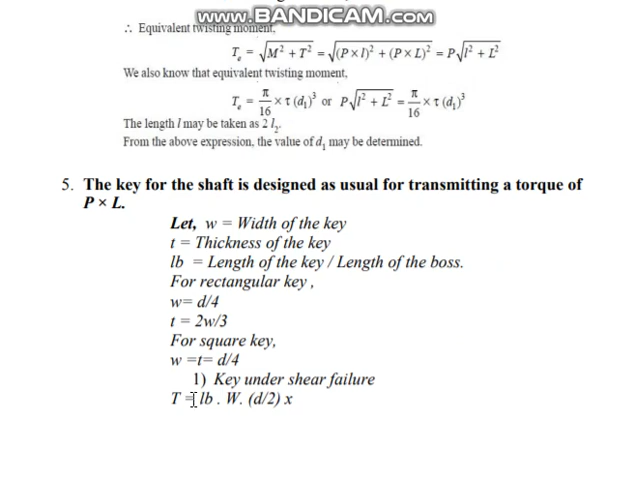 www.BANDICAM.com
∴ Equivalent twisting moment,
Tₑ = √(M² + T²) = √((P × l)² + (P × L)²) = P√(l² + L²)
We also know that equivalent twisting moment,
Tₑ = π/16 × τ (d₁)³ or P√(l² + L²) = π/16 × τ (d₁)³
The length l may be taken as 2 l₂.
From the above expression, the value of d₁ may be determined.
5. The key for the shaft is designed as usual for transmitting a torque of
P × L.
Let, w = Width of the key
t = Thickness of the key
lb = Length of the key / Length of the boss.
For rectangular key ,
w= d/4
t = 2w/3
For square key,
w =t= d/4
1) Key under shear failure
T = lb . W. (d/2) x